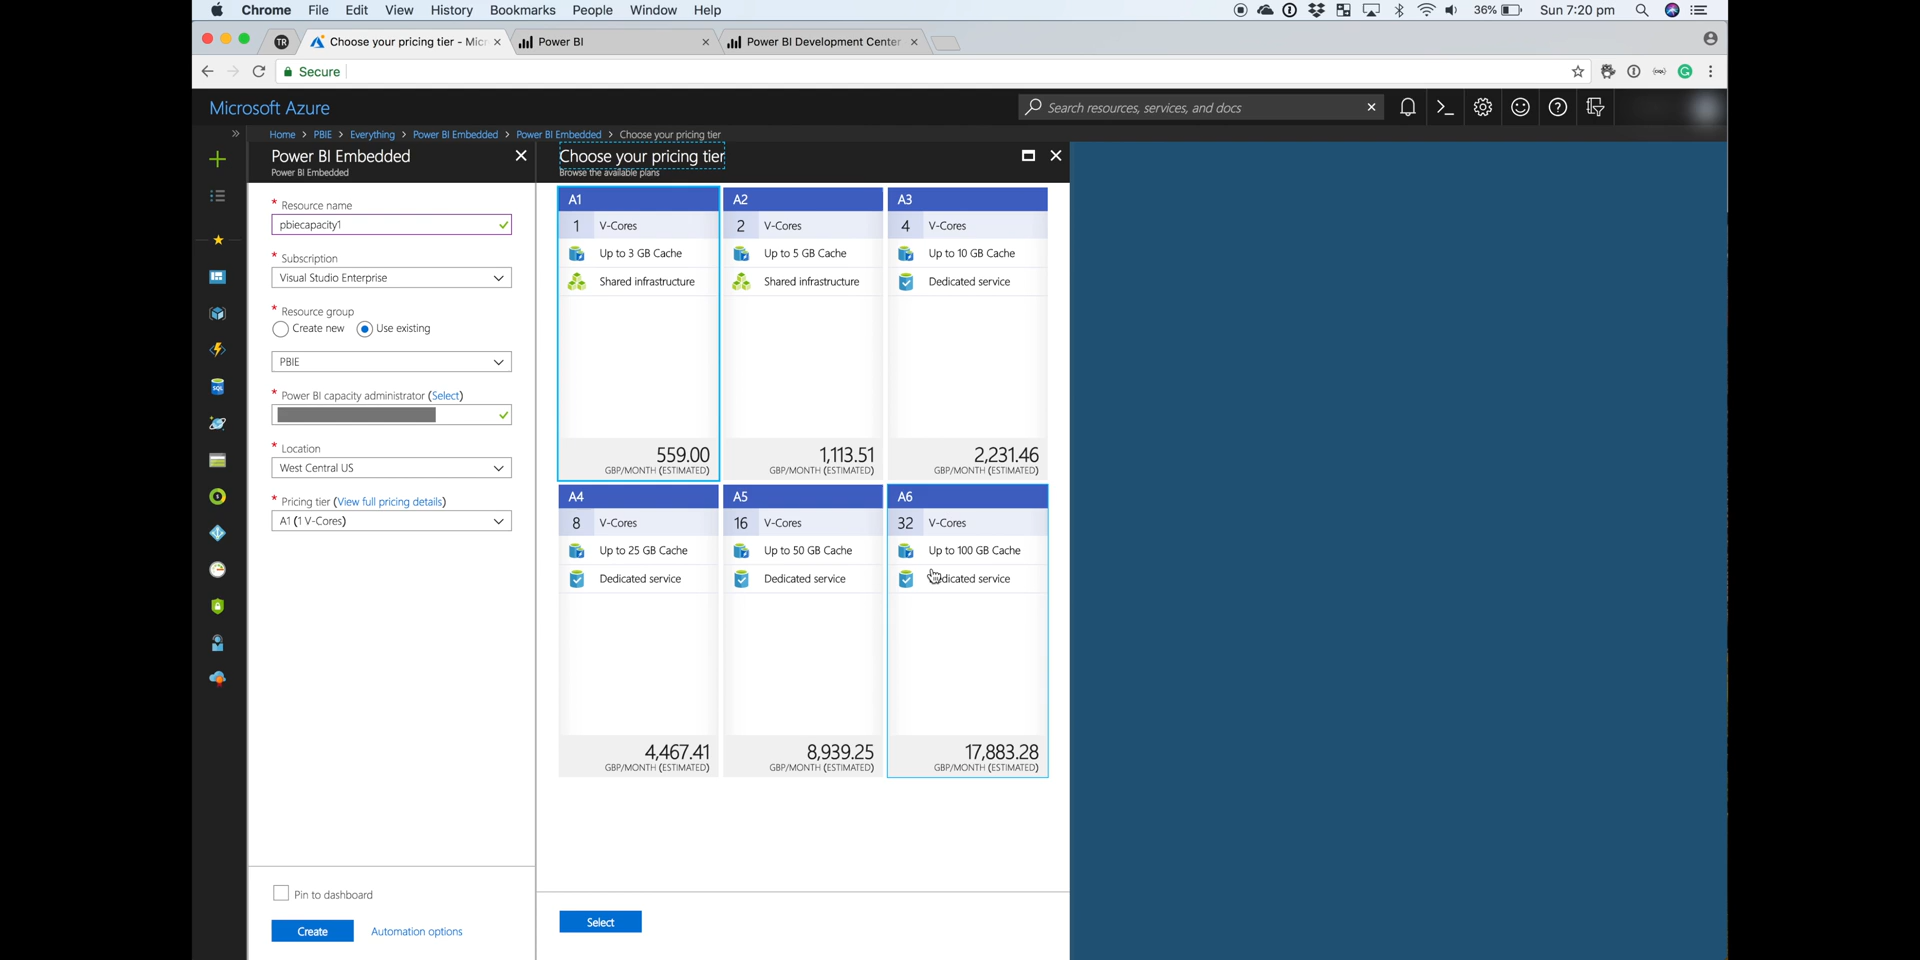 Chrome File Edit View History Bookmarks People Window Help 36% Sun 7:20 pm
TR Choose your pricing tier - Micr Power BI Power BI Development Center
Secure
Microsoft Azure Search resources, services, and docs
Home > PBIE > Everything > Power BI Embedded > Power BI Embedded > Choose your pricing tier
Power BI Embedded
Power BI Embedded
* Resource name
pbiecapacity1
* Subscription
Visual Studio Enterprise
* Resource group
Create new Use existing
PBIE
* Power BI capacity administrator (Select)
* Location
West Central US
* Pricing tier (View full pricing details)
A1 (1 V-Cores)
Pin to dashboard
Create Automation options
Choose your pricing tier
Browse the available plans
A1
1 V-Cores
Up to 3 GB Cache
Shared infrastructure
559.00
GBP/MONTH (ESTIMATED)
A2
2 V-Cores
Up to 5 GB Cache
Shared infrastructure
1,113.51
GBP/MONTH (ESTIMATED)
A3
4 V-Cores
Up to 10 GB Cache
Dedicated service
2,231.46
GBP/MONTH (ESTIMATED)
A4
8 V-Cores
Up to 25 GB Cache
Dedicated service
4,467.41
GBP/MONTH (ESTIMATED)
A5
16 V-Cores
Up to 50 GB Cache
Dedicated service
8,939.25
GBP/MONTH (ESTIMATED)
A6
32 V-Cores
Up to 100 GB Cache
Dedicated service
17,883.28
GBP/MONTH (ESTIMATED)
Select